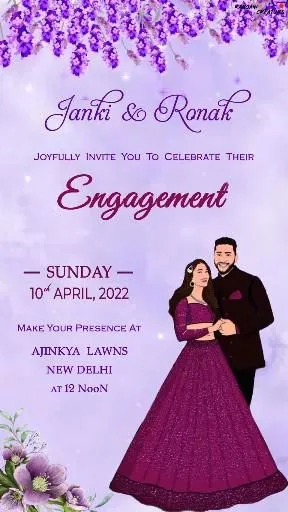 Janki & Ronak
JOYFULLY INVITE YOU TO CELEBRATE THEIR
Engagement
— SUNDAY —
10th APRIL, 2022
MAKE YOUR PRESENCE AT
AJINKYA LAWNS
NEW DELHI
AT 12 NooN